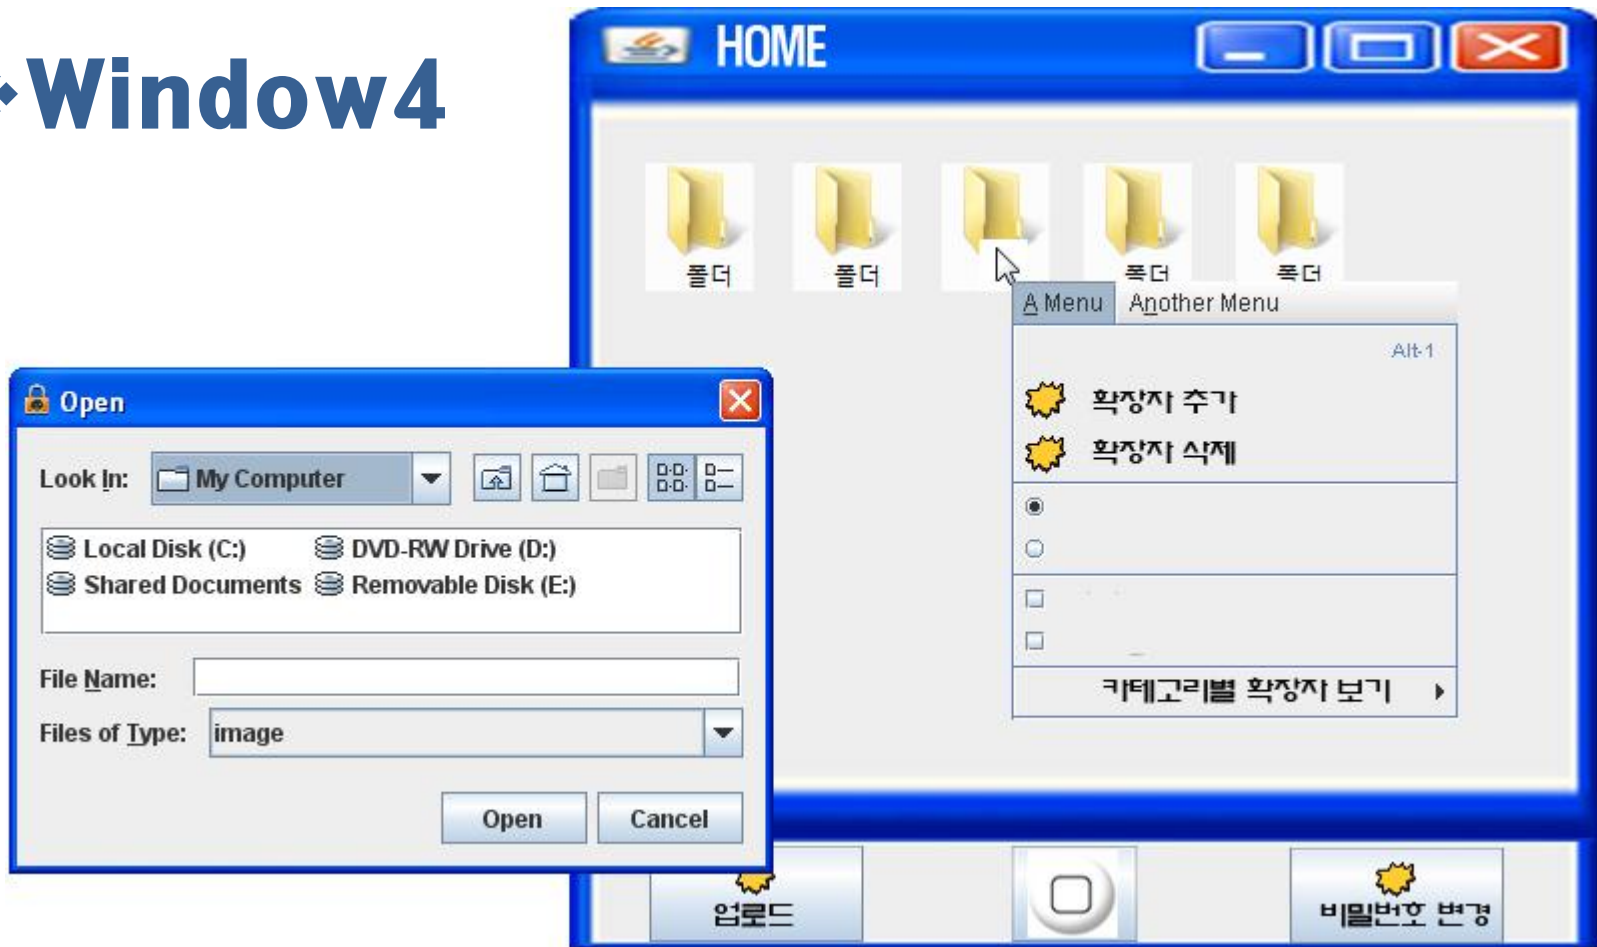 Window4
HOME
폴더 폴더 폴더 폴더
A Menu Another Menu
Alt-1
확장자 추가
확장자 삭제
카테고리별 확장자 보기
Open
Look In: My Computer
Local Disk (C:) DVD-RW Drive (D:)
Shared Documents Removable Disk (E:)
File Name:
Files of Type: image
Open Cancel
업로드 비밀번호 변경